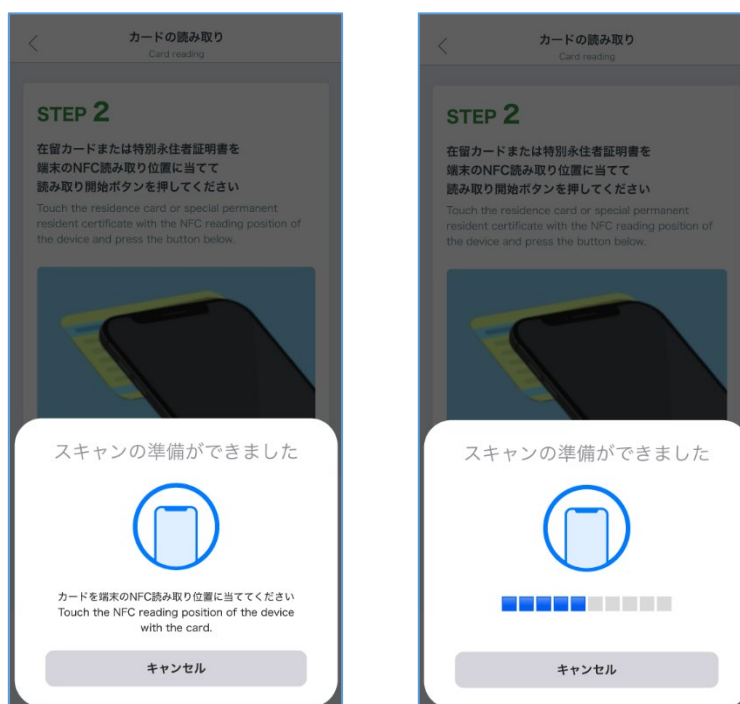 カードの読み取り
Card reading
STEP 2
在留カードまたは特別永住者証明書を
端末のNFC読み取り位置に当てて
読み取り開始ボタンを押してください
Touch the residence card or special permanent
resident certificate with the NFC reading position of
the device and press the button below.
スキャンの準備ができました
カードを端末のNFC読み取り位置に当ててください
Touch the NFC reading position of the device
with the card.
キャンセル
カードの読み取り
Card reading
STEP 2
在留カードまたは特別永住者証明書を
端末のNFC読み取り位置に当てて
読み取り開始ボタンを押してください
Touch the residence card or special permanent
resident certificate with the NFC reading position of
the device and press the button below.
スキャンの準備ができました
キャンセル